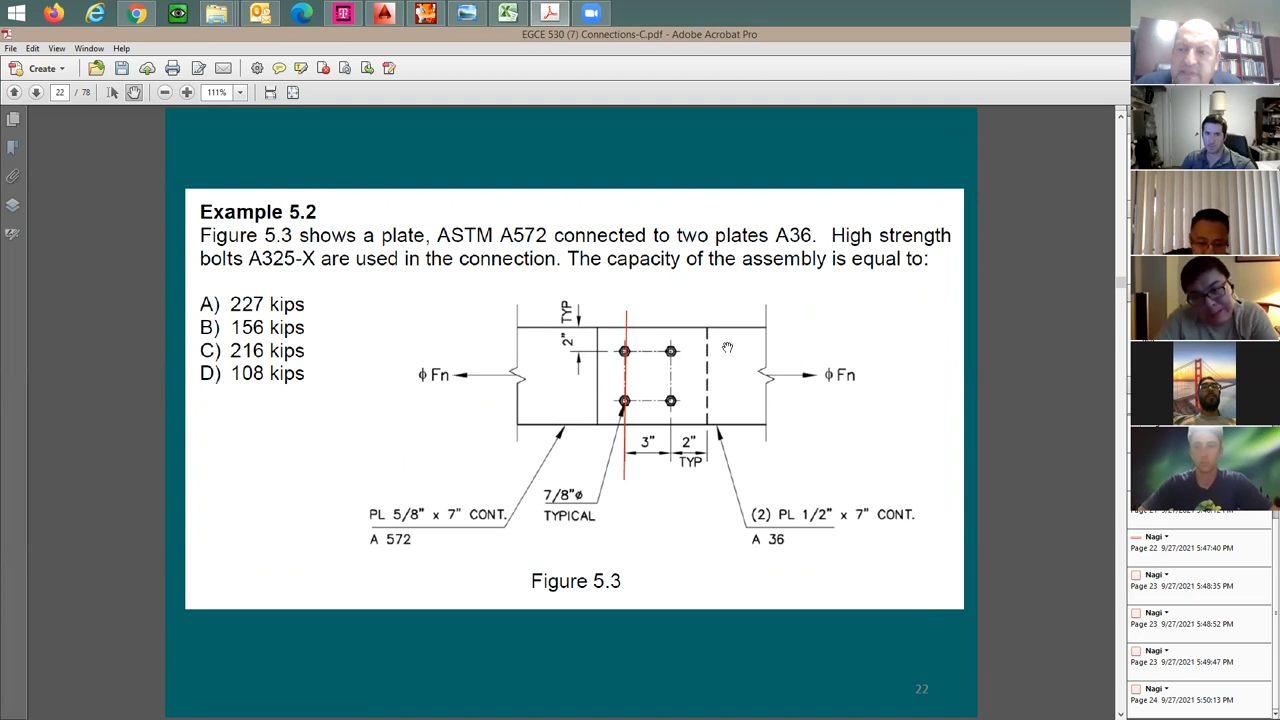 EGCE 530 (7) Connections-C.pdf - Adobe Acrobat Pro
File Edit View Window Help
Create
22 / 78 111%
Example 5.2
Figure 5.3 shows a plate, ASTM A572 connected to two plates A36. High strength
bolts A325-X are used in the connection. The capacity of the assembly is equal to:
A) 227 kips
B) 156 kips
C) 216 kips
D) 108 kips
2" TYP
ϕ Fn
ϕ Fn
3"
2"
TYP
7/8"ø
TYPICAL
PL 5/8" x 7" CONT.
A 572
(2) PL 1/2" x 7" CONT.
A 36
Figure 5.3
22
Nagi
Page 22 9/27/2021 5:47:40 PM
Nagi
Page 23 9/27/2021 5:48:35 PM
Nagi
Page 23 9/27/2021 5:48:52 PM
Nagi
Page 23 9/27/2021 5:49:47 PM
Nagi
Page 24 9/27/2021 5:50:13 PM